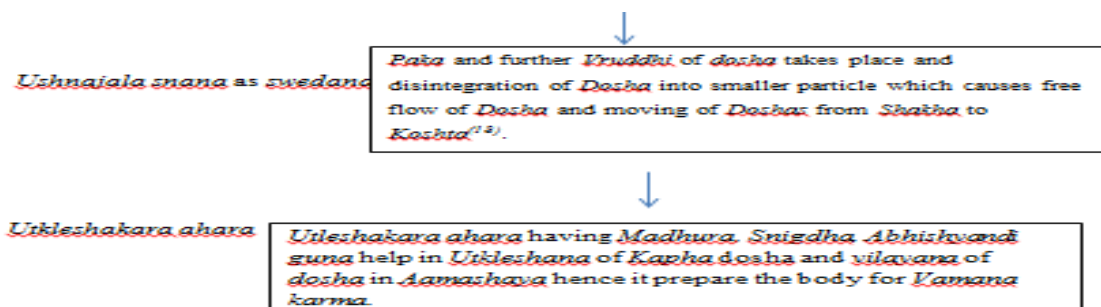 Paka and further Vruddhi of dosha takes place and
Ushnajala snana as swedana
disintegration of Dosha into smaller particle which causes free
flow of Dosha and moving of Doshas from Shakha to
Koshta(13).
Utkleshakara ahara
Utleshakara ahara having Madhura, Snigdha Abhishyandi
guna help in Utkleshana of Kapha dosha and vilayana of
dosha in Aamashaya hence it prepare the body for Vamana
karma.